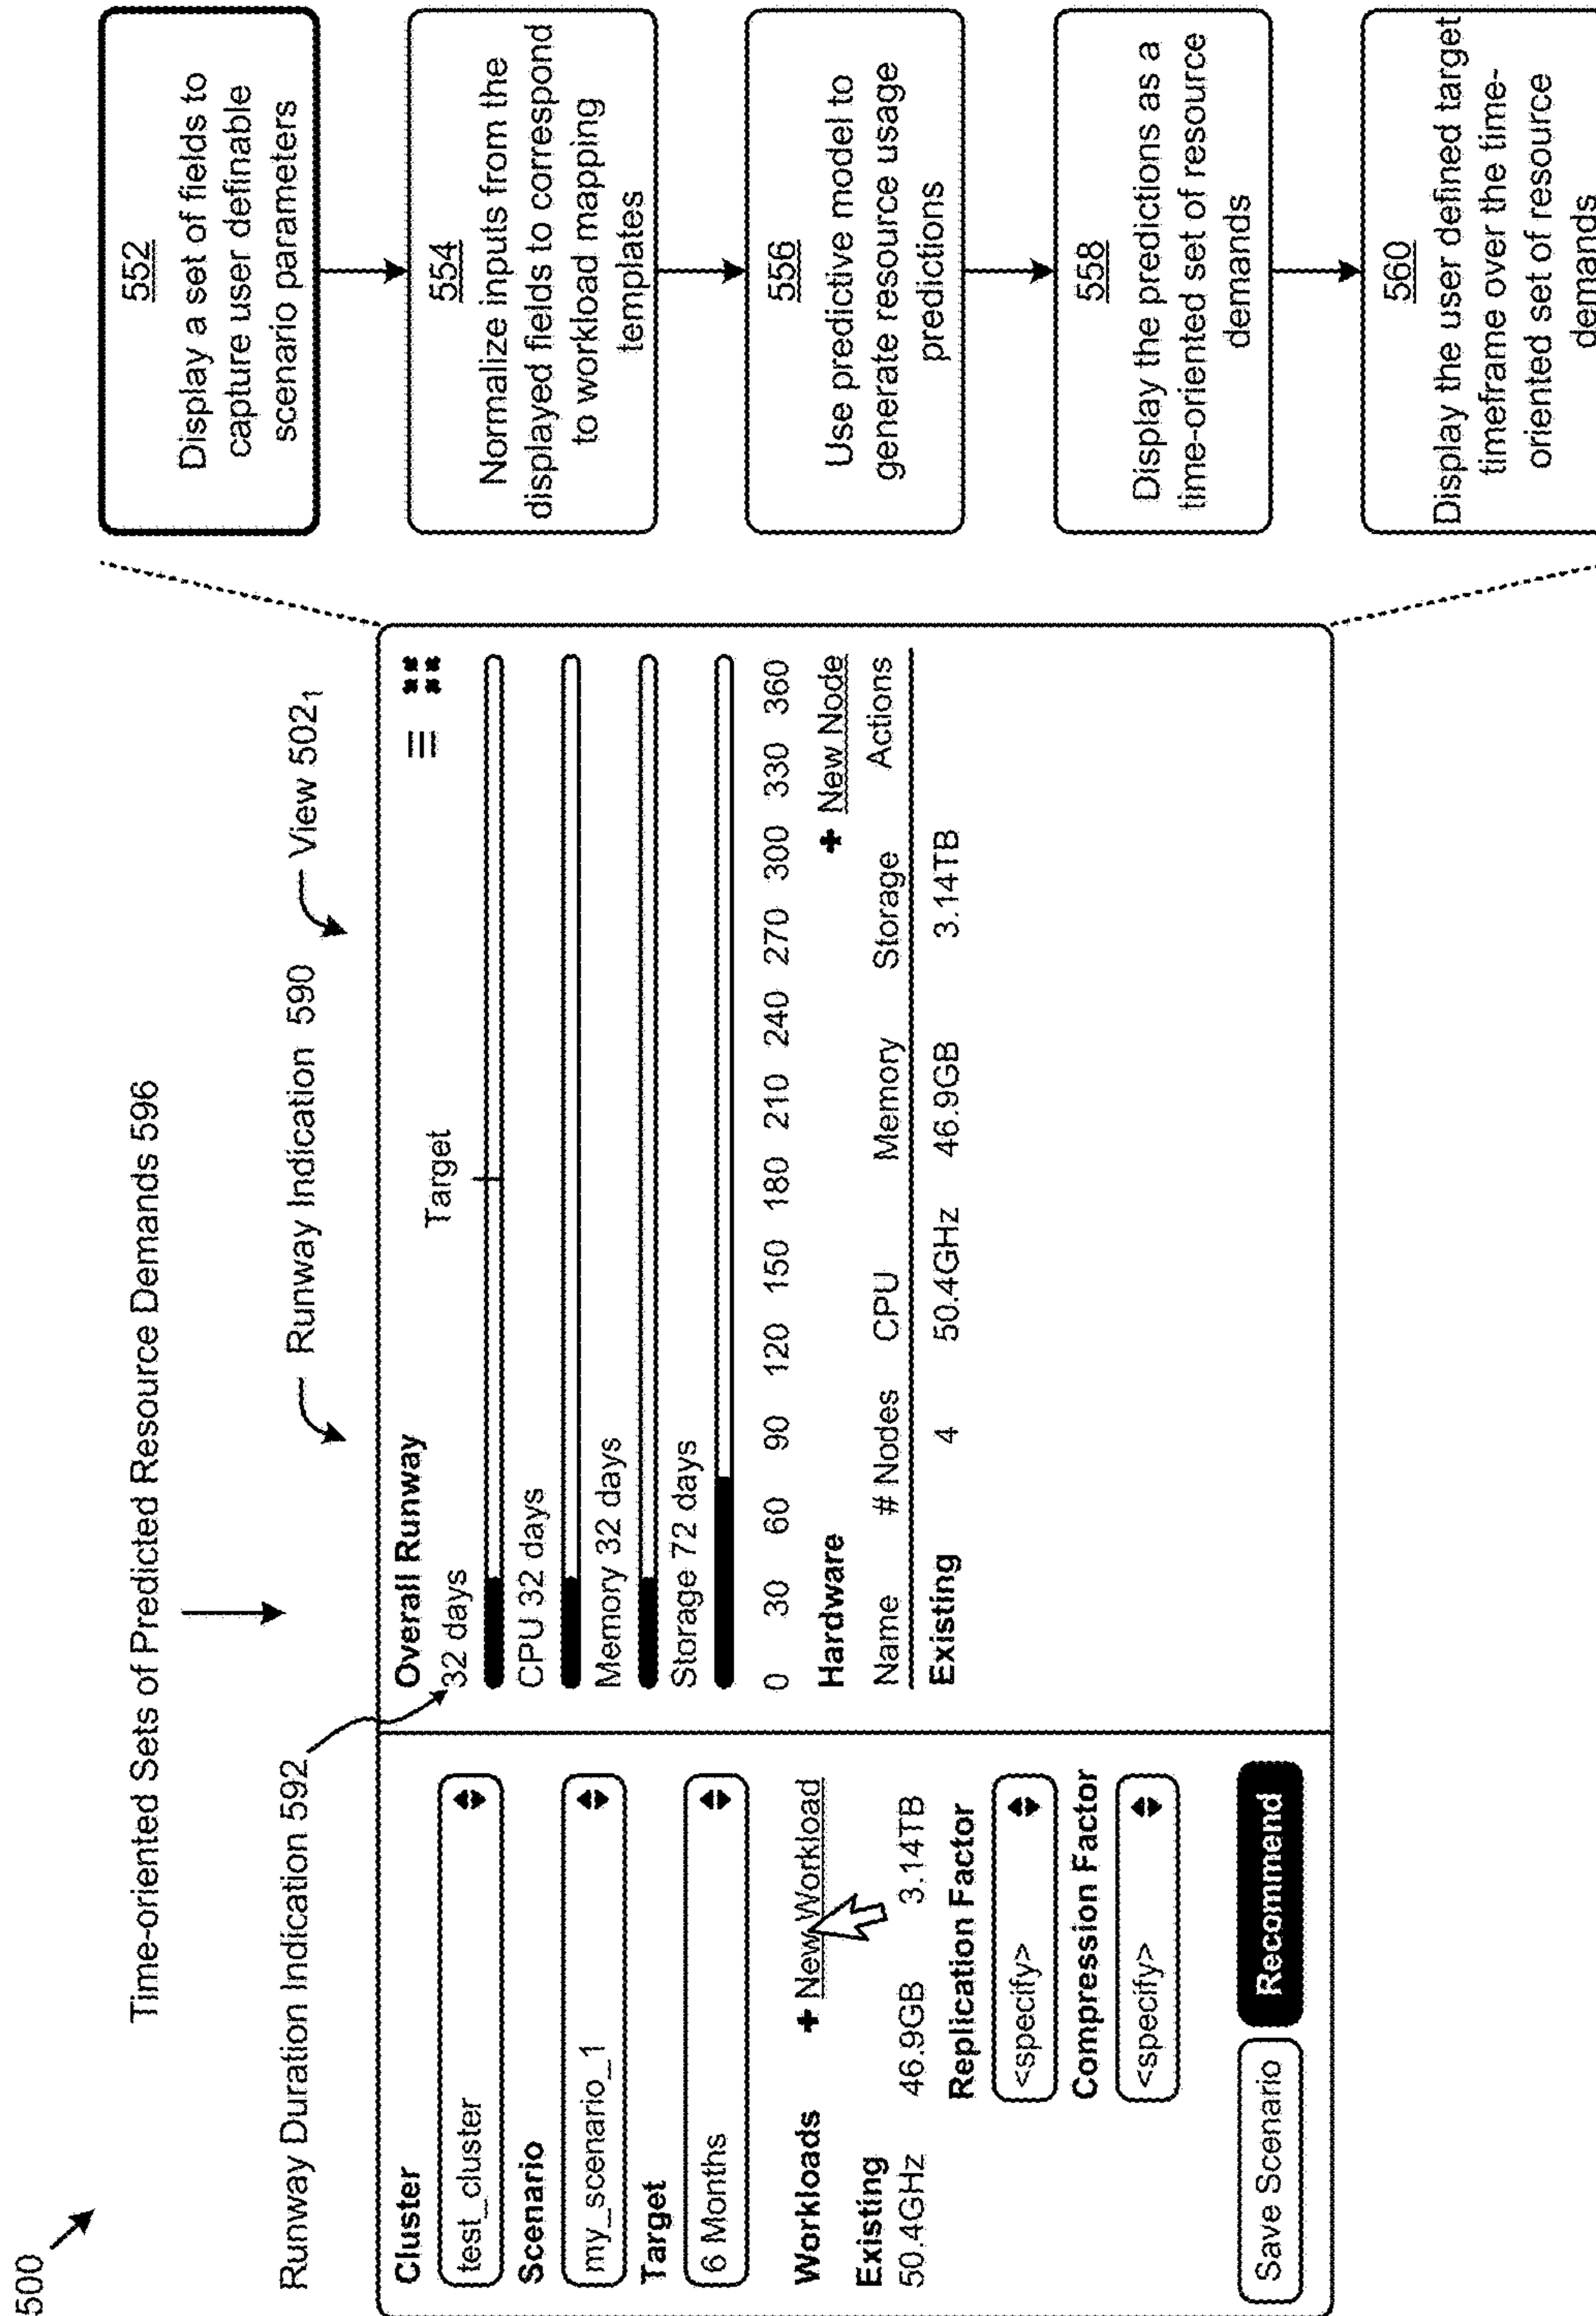 500
Time-oriented Sets of Predicted Resource Demands 596
Runway Duration Indication 592
Runway Indication 590
View 502₁
Cluster
test_cluster
Scenario
my_scenario_1
Target
6 Months
Workloads + New Workload
Existing
50.4GHz 46.9GB 3.14TB
Replication Factor
<specify>
Compression Factor
<specify>
Save Scenario
Recommend
Overall Runway
32 days
Target
CPU 32 days
Memory 32 days
Storage 72 days
0 30 60 90 120 150 180 210 240 270 300 330 360
Hardware + New Node
Name # Nodes CPU Memory Storage Actions
Existing 4 50.4GHz 46.9GB 3.14TB
552
Display a set of fields to
capture user definable
scenario parameters
554
Normalize inputs from the
displayed fields to correspond
to workload mapping
templates
556
Use predictive model to
generate resource usage
predictions
558
Display the predictions as a
time-oriented set of resource
demands
560
Display the user defined target
timeframe over the time-
oriented set of resource
demands